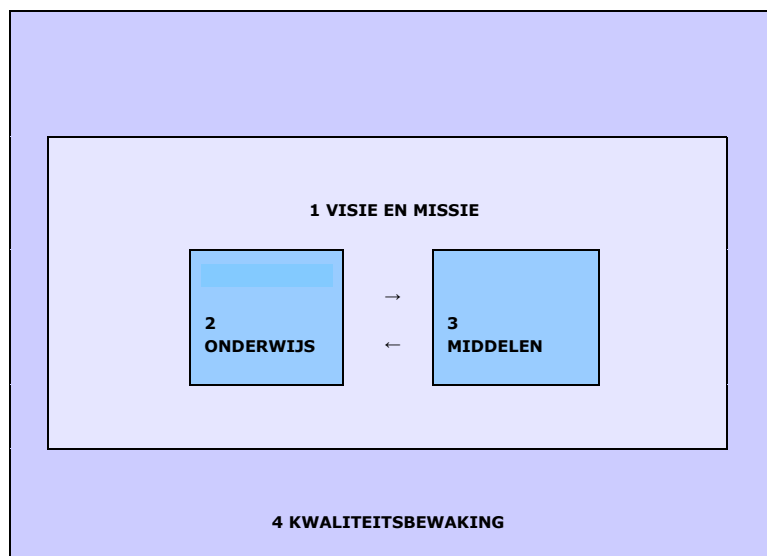 1 VISIE EN MISSIE
→
2
3
ONDERWIJS
←
MIDDELEN
4 KWALITEITSBEWAKING